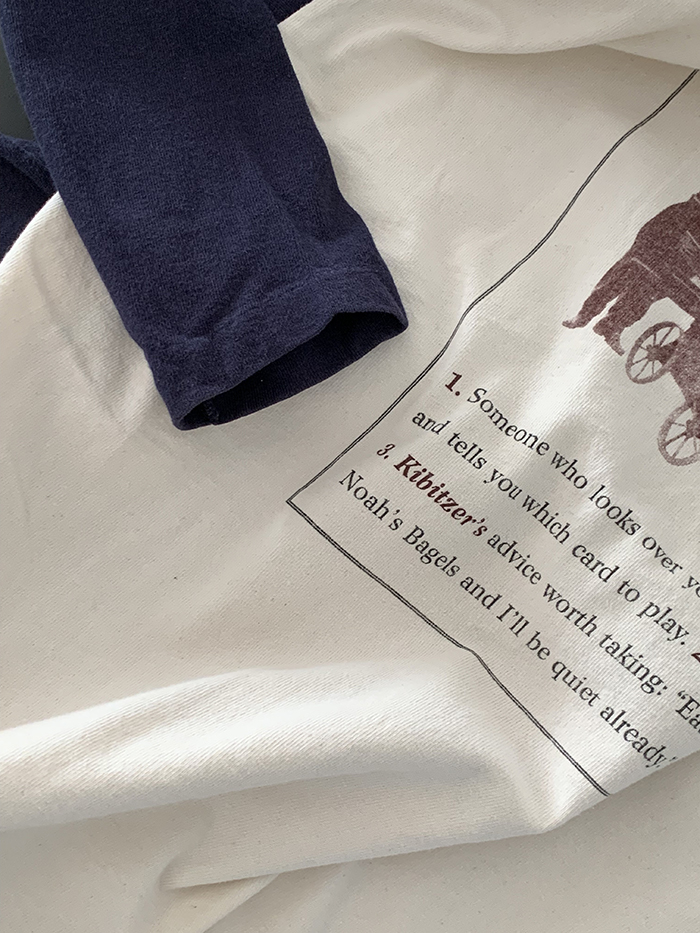 1. Someone who looks over
and tells you which card to play.
3. Kibitzer's advice worth taking:
Noah's Bagels and I'll be quiet already